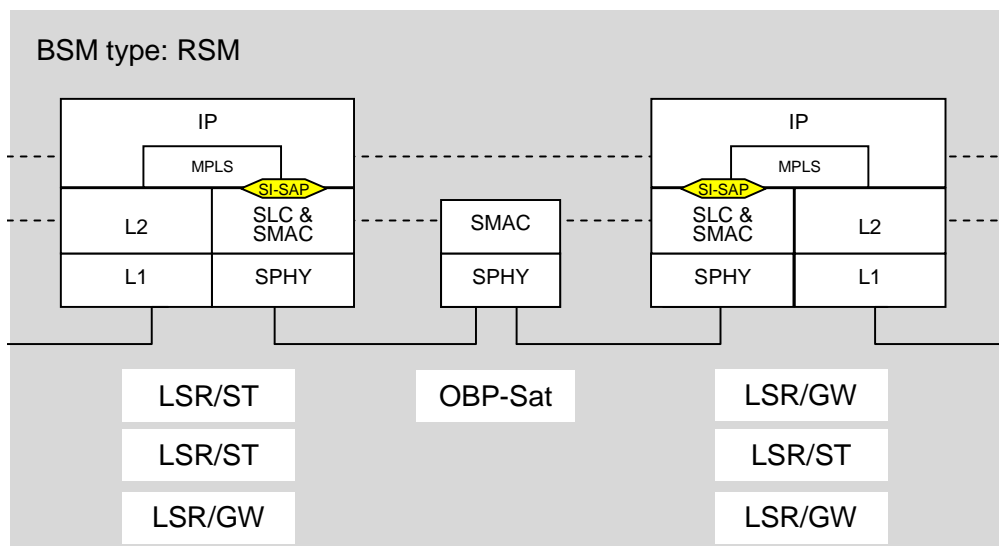 BSM type: RSM
IP
MPLS
SI-SAP
L2
SLC &
SMAC
L1
SPHY
SMAC
SPHY
IP
MPLS
SI-SAP
SLC &
SMAC
L2
SPHY
L1
LSR/ST
OBP-Sat
LSR/GW
LSR/ST
LSR/ST
LSR/GW
LSR/GW